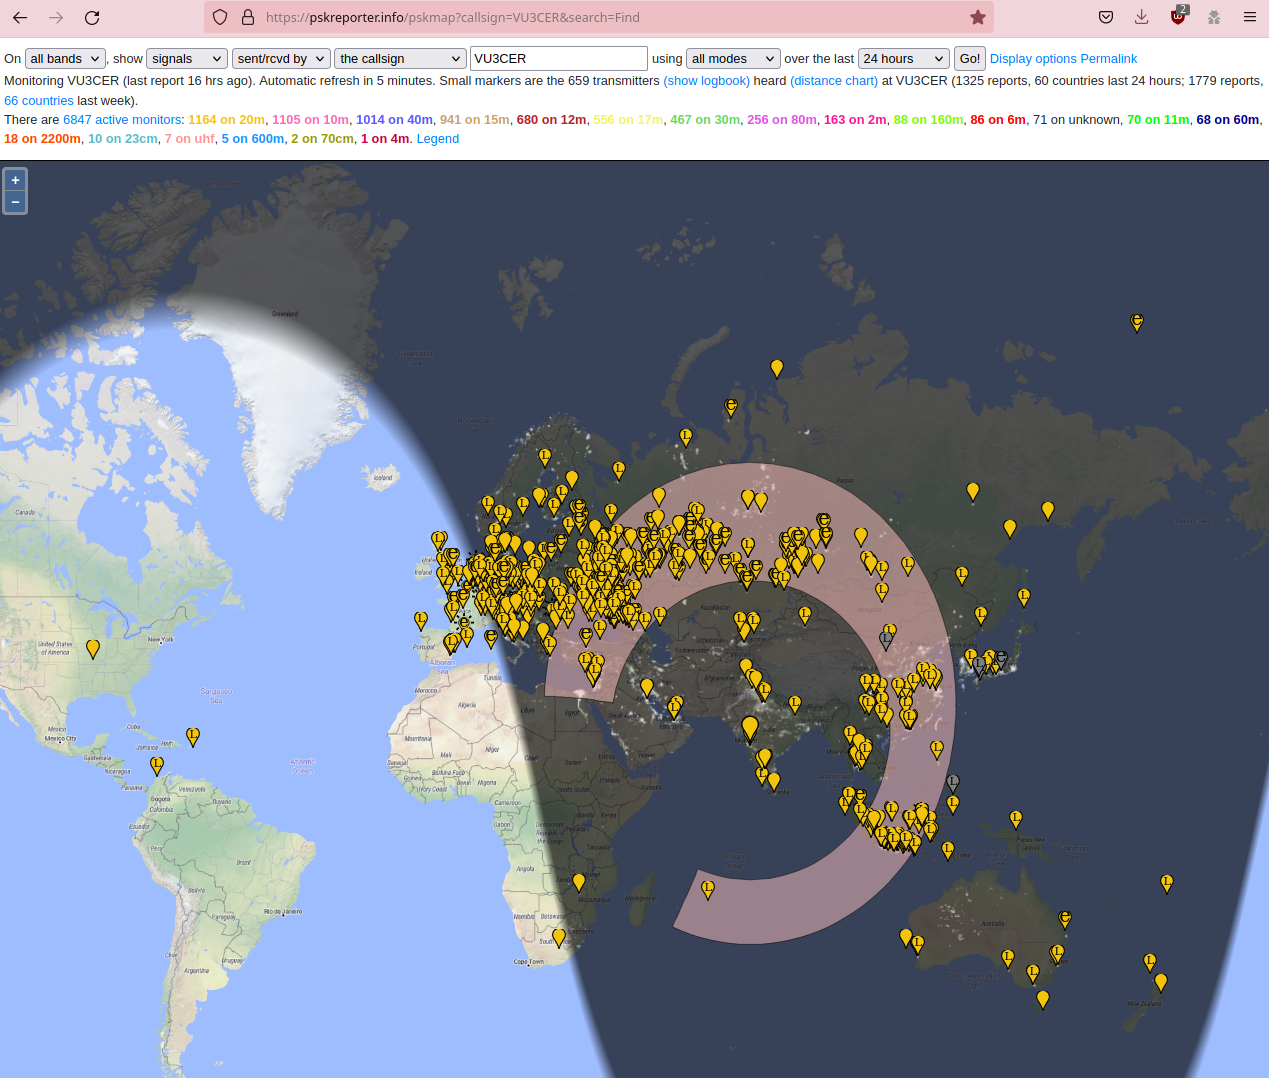 2
https://pskreporter.info/pskmap?callsign=VU3CER&search=Find
On all bands , show signals sent/rcvd by the callsign VU3CER using all modes over the last 24 hours Go! Display options Permalink
Monitoring VU3CER (last report 16 hrs ago). Automatic refresh in 5 minutes. Small markers are the 659 transmitters (show logbook) heard (distance chart) at VU3CER (1325 reports, 60 countries last 24 hours; 1779 reports,
66 countries last week).
There are 6847 active monitors: 1164 on 20m, 1105 on 10m, 1014 on 40m, 941 on 15m, 680 on 12m, 556 on 17m, 467 on 30m, 256 on 80m, 163 on 2m, 88 on 160m, 86 on 6m, 71 on unknown, 70 on 11m, 68 on 60m,
18 on 2200m, 10 on 23cm, 7 on uhf, 5 on 600m, 2 on 70cm, 1 on 4m. Legend
+
−
Greenland
Greenland
Sea
Norwegian
Iceland
Canada
Ireland
United States
of America
New York
Portugal
Alboran
Sea
Sargasso
Sea
Morocco
Tunisia
Algeria
Libya
Egypt
Kazakhstan
Uzbekistan
Turkmenistan
Afghanistan
Mexico
Mexico City
Cuba
Jamaica
Haiti
Guatemala
Nicaragua
Panama
Mauritania
Mali
Niger
Chad
Sudan
Senegal
Guinea
Burkina Faso
Ivory Coast
Nigeria
Cameroon
Atlantic
Ocean
Venezuela
Bogota
Colombia
Ecuador
Peru
Brazil
Bolivia
Paraguay
Rio de Janeiro
Chile
Uruguay
Argentina
Gabon
Angola
Namibia
Botswana
Cape Town
Somalia
Tanzania
Madagascar
Papua New
Guinea
Australia
New Zealand